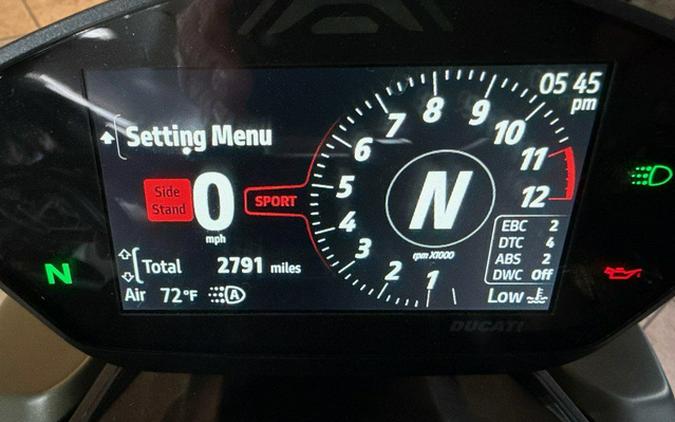 05 45
pm
Setting Menu
Side
Stand
0
mph
SPORT
N
rpm X1000
1
2
3
4
5
6
7
8
9
10
11
12
EBC 2
DTC 4
ABS 2
DWC Off
Total 2791 miles
Air 72°F
A
Low
N
DUCATI